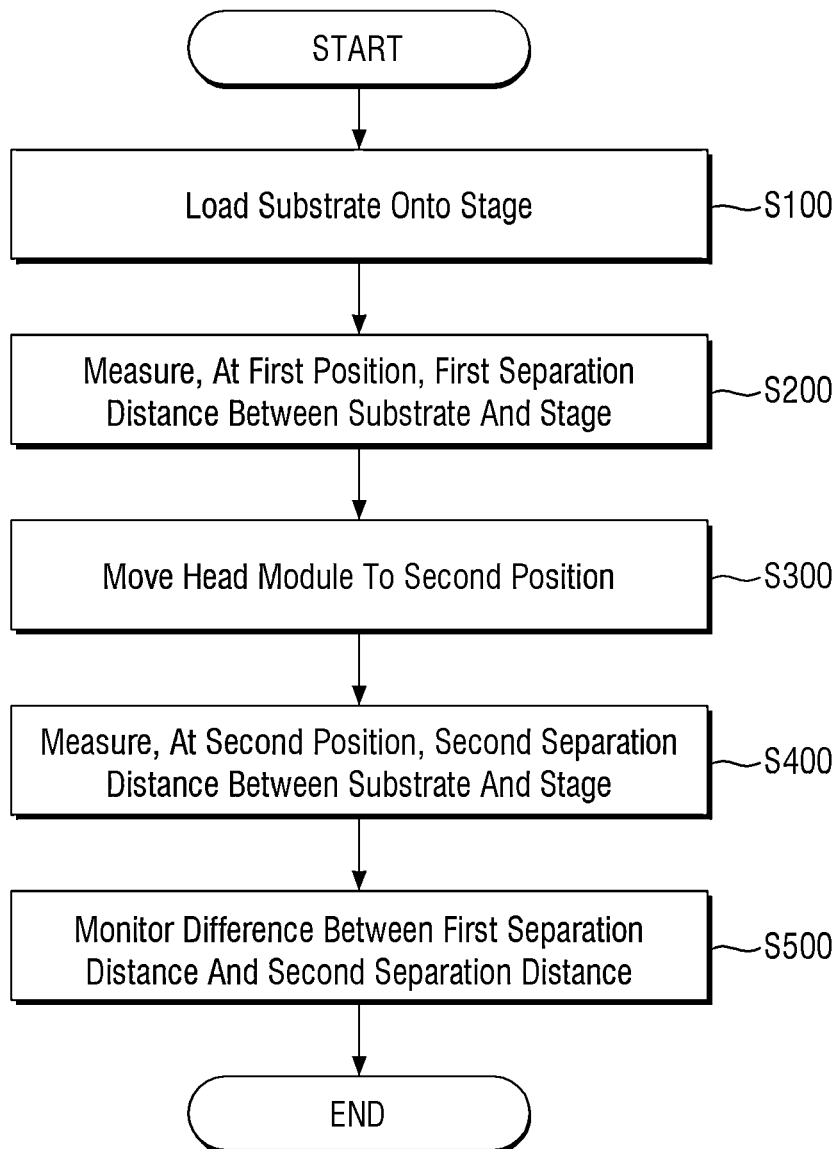 START
Load Substrate Onto Stage
S100
Measure, At First Position, First Separation
Distance Between Substrate And Stage
S200
Move Head Module To Second Position
S300
Measure, At Second Position, Second Separation
Distance Between Substrate And Stage
S400
Monitor Difference Between First Separation
Distance And Second Separation Distance
S500
END